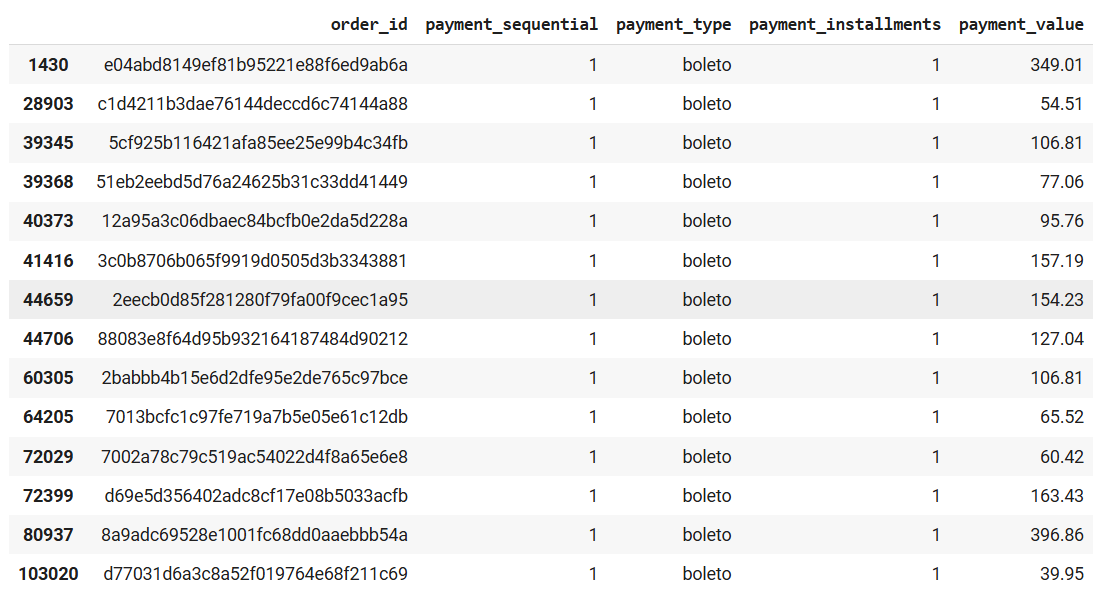 order_id payment_sequential payment_type payment_installments payment_value
1430 e04abd8149ef81b95221e88f6ed9ab6a 1 boleto 1 349.01
28903 c1d4211b3dae76144deccd6c74144a88 1 boleto 1 54.51
39345 5cf925b116421afa85ee25e99b4c34fb 1 boleto 1 106.81
39368 51eb2eebd5d76a24625b31c33dd41449 1 boleto 1 77.06
40373 12a95a3c06dbaec84bcfb0e2da5d228a 1 boleto 1 95.76
41416 3c0b8706b065f9919d0505d3b3343881 1 boleto 1 157.19
44659 2eecb0d85f281280f79fa00f9cec1a95 1 boleto 1 154.23
44706 88083e8f64d95b932164187484d90212 1 boleto 1 127.04
60305 2babbb4b15e6d2dfe95e2de765c97bce 1 boleto 1 106.81
64205 7013bcfc1c97fe719a7b5e05e61c12db 1 boleto 1 65.52
72029 7002a78c79c519ac54022d4f8a65e6e8 1 boleto 1 60.42
72399 d69e5d356402adc8cf17e08b5033acfb 1 boleto 1 163.43
80937 8a9adc69528e1001fc68dd0aaebbb54a 1 boleto 1 396.86
103020 d77031d6a3c8a52f019764e68f211c69 1 boleto 1 39.95